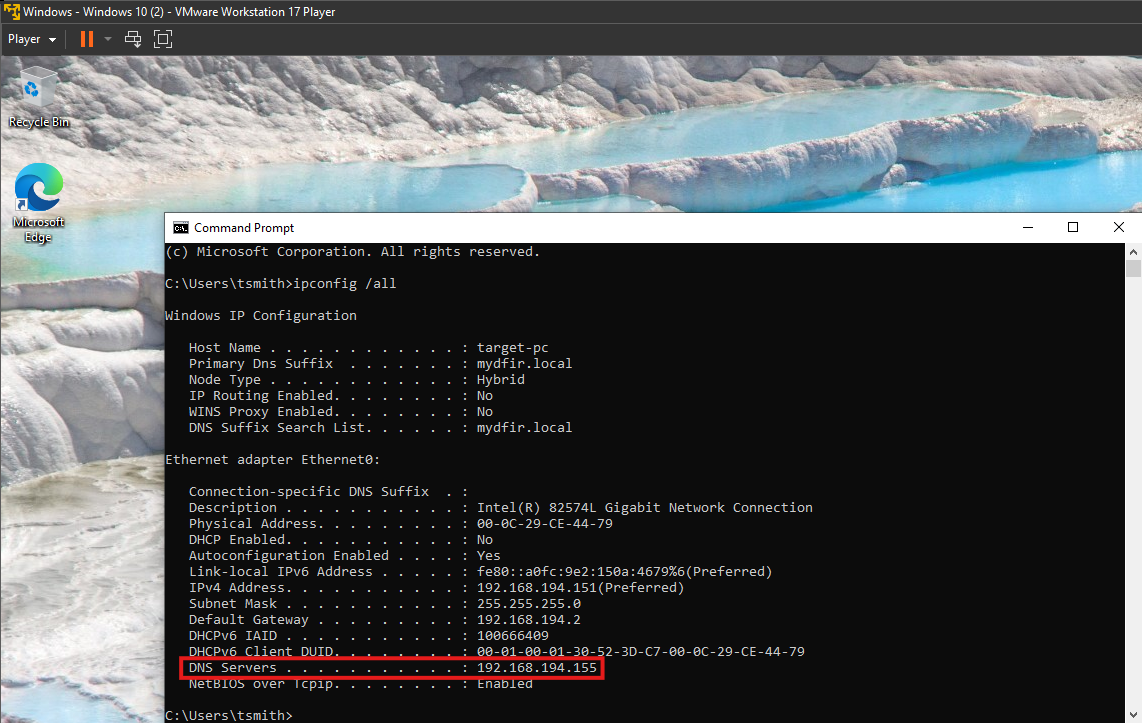 Windows - Windows 10 (2) - VMware Workstation 17 Player
Player
Recycle Bin
Microsoft
Edge
Command Prompt
(c) Microsoft Corporation. All rights reserved.
C:\Users\tsmith>ipconfig /all
Windows IP Configuration
Host Name . . . . . . . . . . . . : target-pc
Primary Dns Suffix  . . . . . . . : mydfir.local
Node Type . . . . . . . . . . . . : Hybrid
IP Routing Enabled. . . . . . . . : No
WINS Proxy Enabled. . . . . . . . : No
DNS Suffix Search List. . . . . . : mydfir.local
Ethernet adapter Ethernet0:
Connection-specific DNS Suffix  . :
Description . . . . . . . . . . . : Intel(R) 82574L Gigabit Network Connection
Physical Address. . . . . . . . . : 00-0C-29-CE-44-79
DHCP Enabled. . . . . . . . . . . : No
Autoconfiguration Enabled . . . . : Yes
Link-local IPv6 Address . . . . . : fe80::a0fc:9e2:150a:4679%6(Preferred)
IPv4 Address. . . . . . . . . . . : 192.168.194.151(Preferred)
Subnet Mask . . . . . . . . . . . : 255.255.255.0
Default Gateway . . . . . . . . . : 192.168.194.2
DHCPv6 IAID . . . . . . . . . . . : 100666409
DHCPv6 Client DUID. . . . . . . . : 00-01-00-01-30-52-3D-C7-00-0C-29-CE-44-79
DNS Servers . . . . . . . . . . . : 192.168.194.155
NetBIOS over Tcpip. . . . . . . . : Enabled
C:\Users\tsmith>